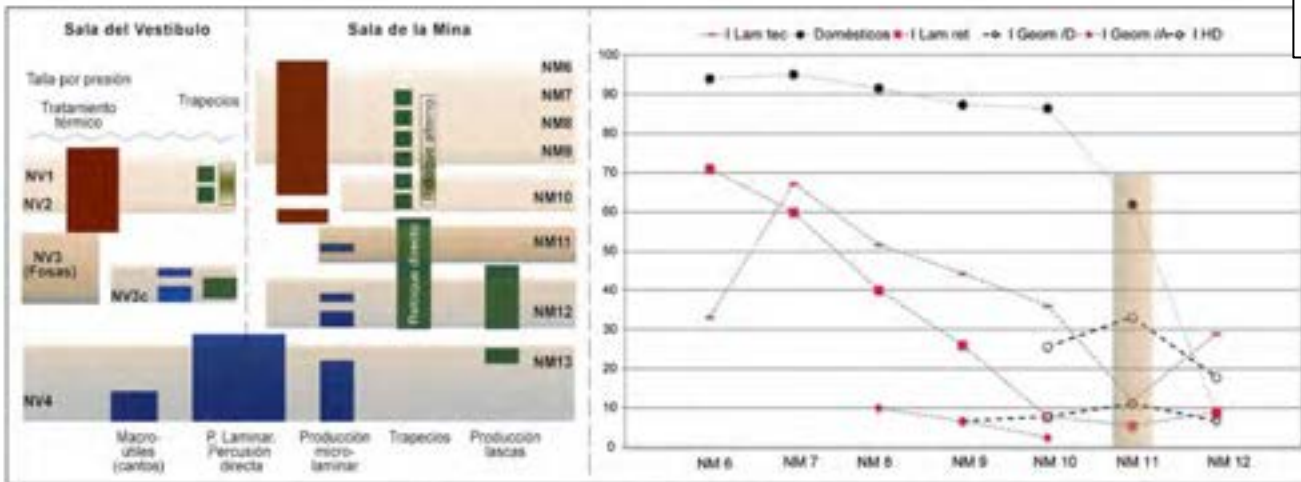 Sala del Vestíbulo
Sala de la Mina
Talla por presión
Tratamiento
térmico
Trapecios
NV1
NV2
NV3
(Fosas)
NV3c
NV4
NM6
NM7
NM8
NM9
NM10
NM11
NM12
NM13
Retoque abrupto
Retoque directo
Macro-
útiles
(cantos)
P. Laminar.
Percusión
directa
Producción
micro-
laminar
Trapecios
Producción
lascas
I Lam tec
Domésticos
I Lam ret
I Geom /D
I Geom /A
I HD
100
90
80
70
60
50
40
30
20
10
0
NM 6
NM 7
NM 8
NM 9
NM 10
NM 11
NM 12